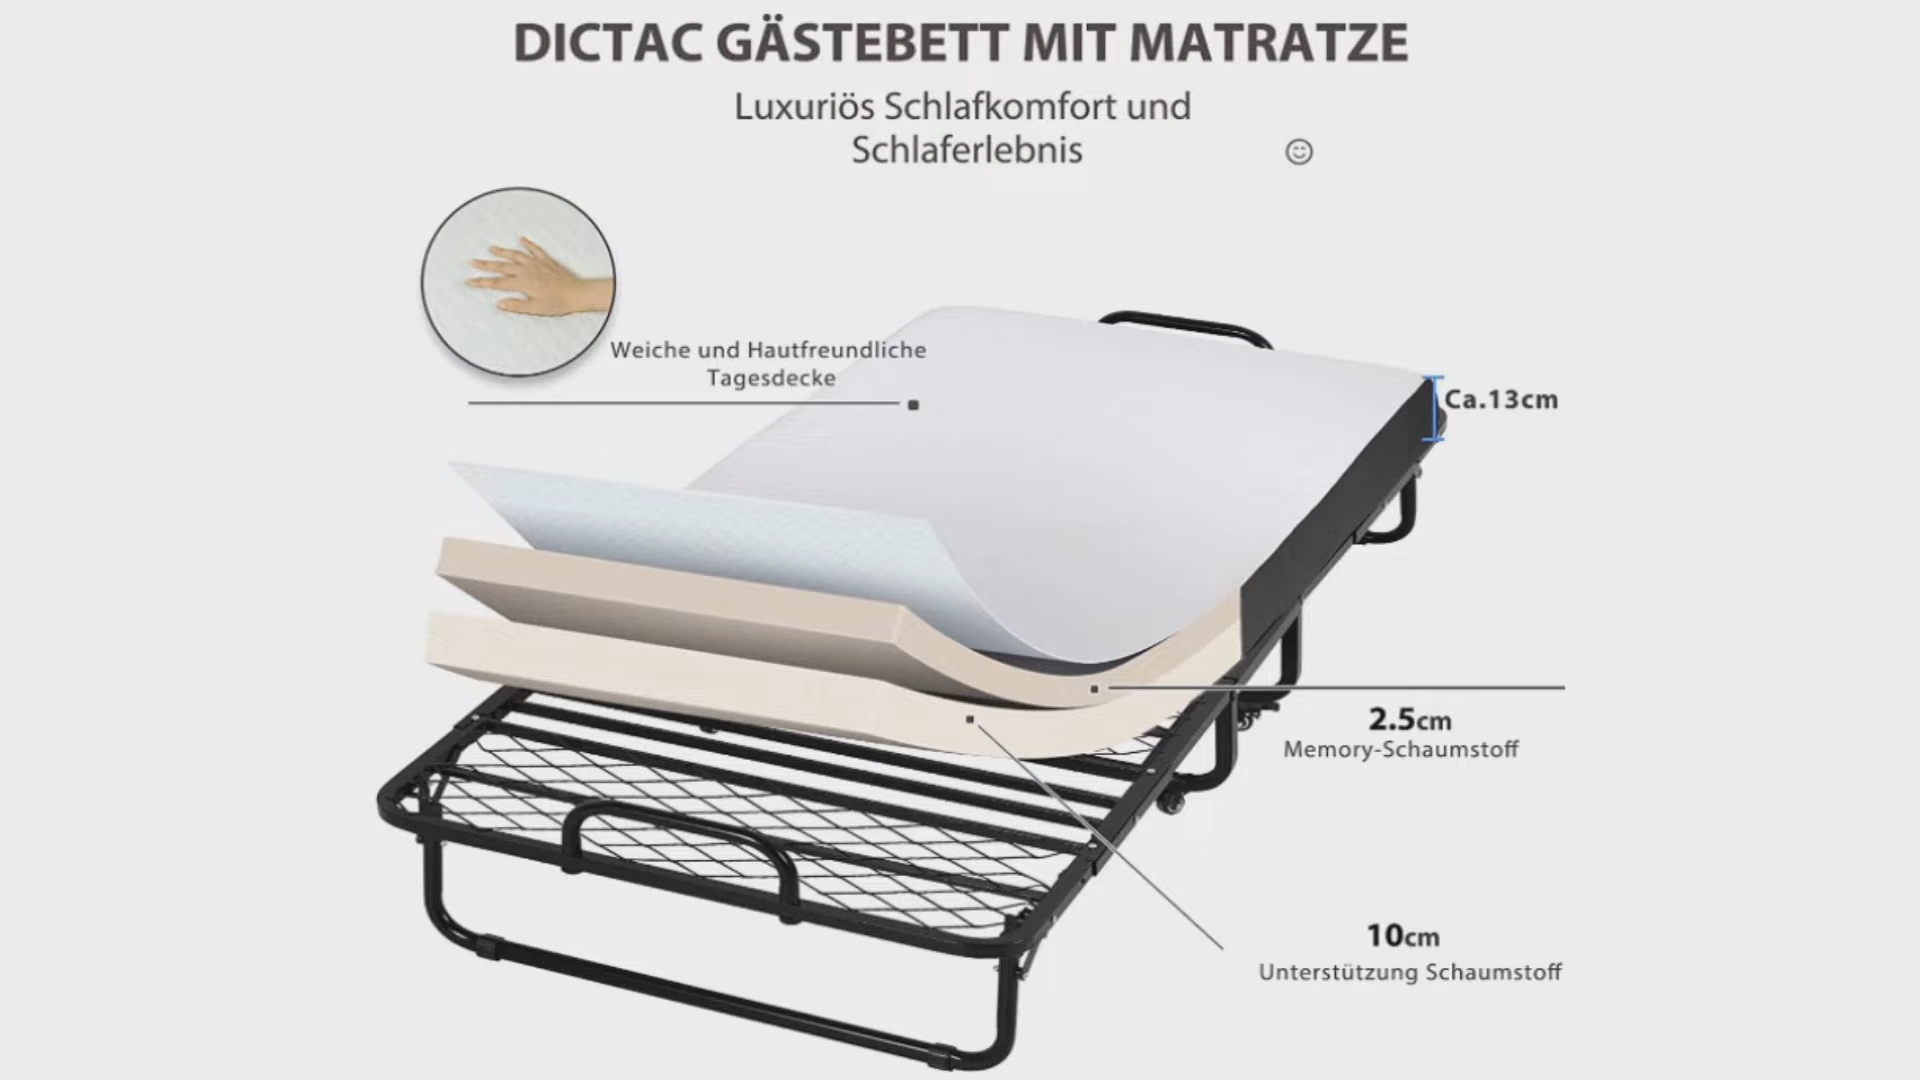 DICTAC GÄSTEBETT MIT MATRATZE
Luxuriös Schlafkomfort und
Schlaferlebnis
Weiche und Hautfreundliche
Tagesdecke
Ca.13cm
2.5cm
Memory-Schaumstoff
10cm
Unterstützung Schaumstoff